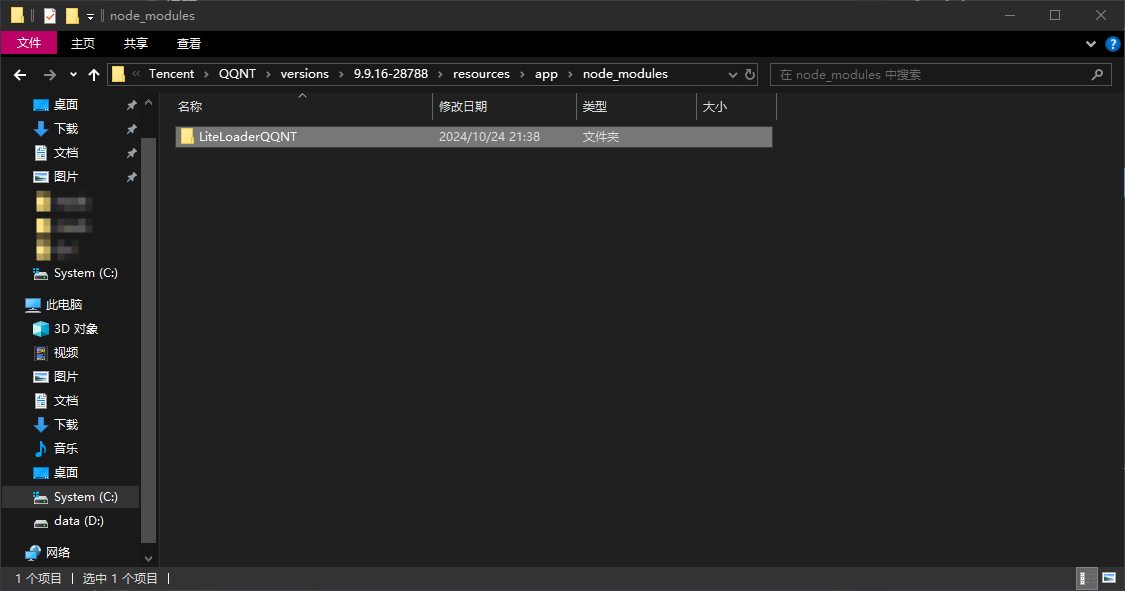 node_modules
文件 主页 共享 查看
Tencent QQNT versions 9.9.16-28788 resources app node_modules
在 node_modules 中搜索
名称 修改日期 类型 大小
LiteLoaderQQNT 2024/10/24 21:38 文件夹
桌面
下载
文档
图片
System (C:)
此电脑
3D 对象
视频
图片
文档
下载
音乐
桌面
System (C:)
data (D:)
网络
1 个项目 选中 1 个项目